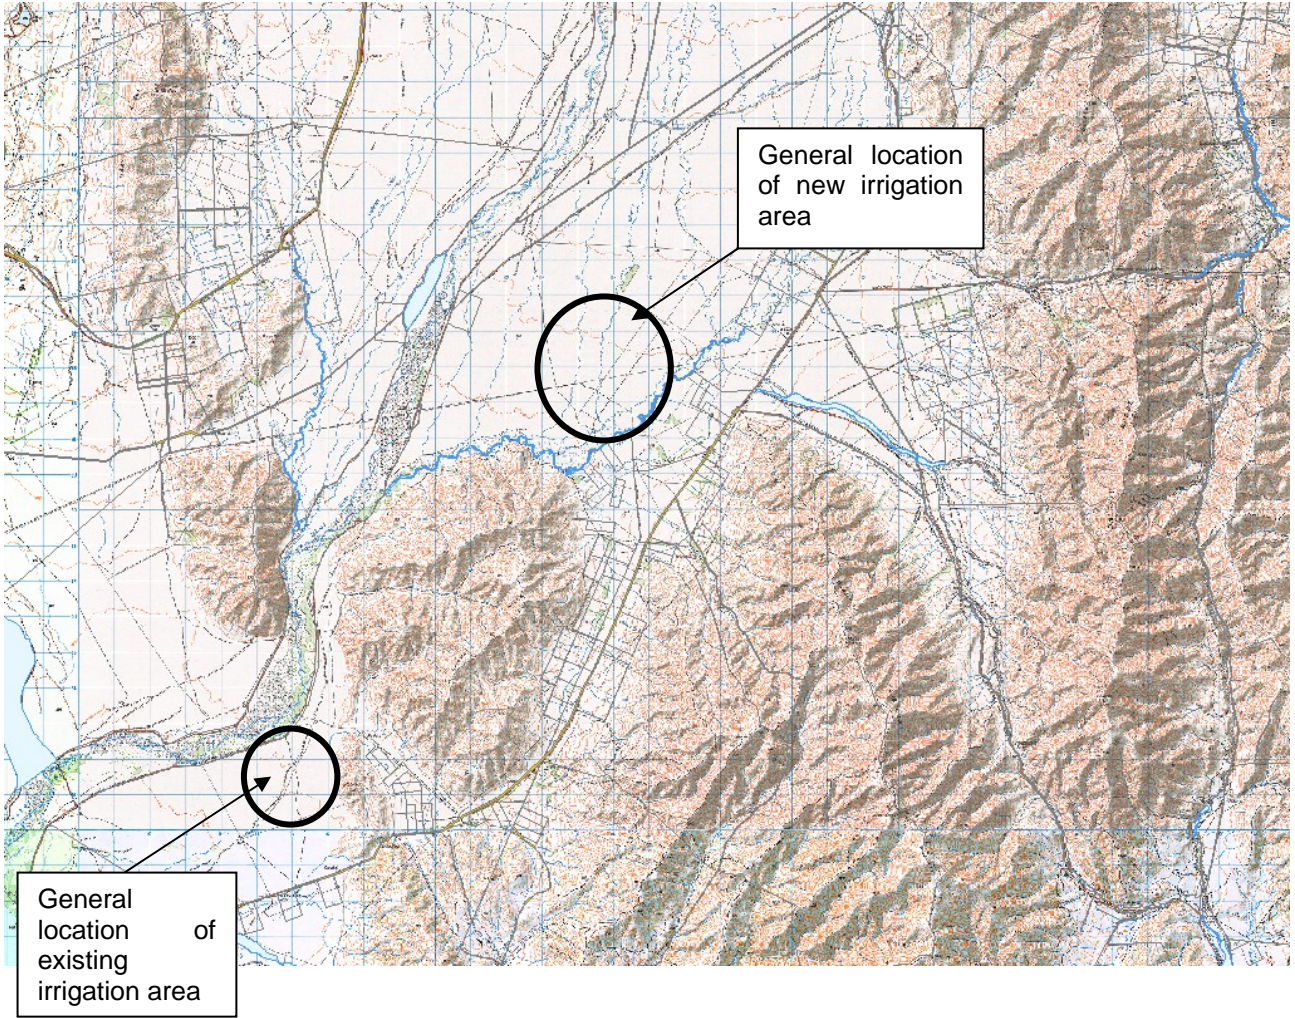 General location
of new irrigation
area
General
location of
existing
irrigation area